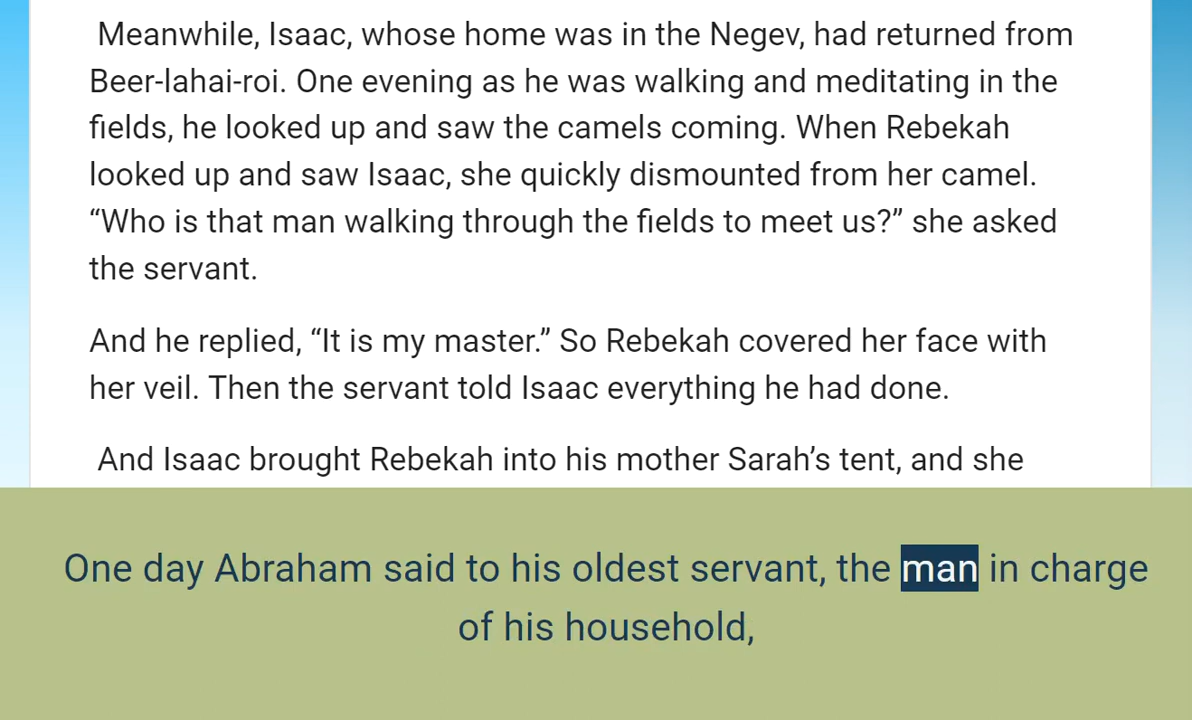 Meanwhile, Isaac, whose home was in the Negev, had returned from
Beer-lahai-roi. One evening as he was walking and meditating in the
fields, he looked up and saw the camels coming. When Rebekah
looked up and saw Isaac, she quickly dismounted from her camel.
“Who is that man walking through the fields to meet us?” she asked
the servant.
And he replied, “It is my master.” So Rebekah covered her face with
her veil. Then the servant told Isaac everything he had done.
And Isaac brought Rebekah into his mother Sarah’s tent, and she
One day Abraham said to his oldest servant, the man in charge
of his household,